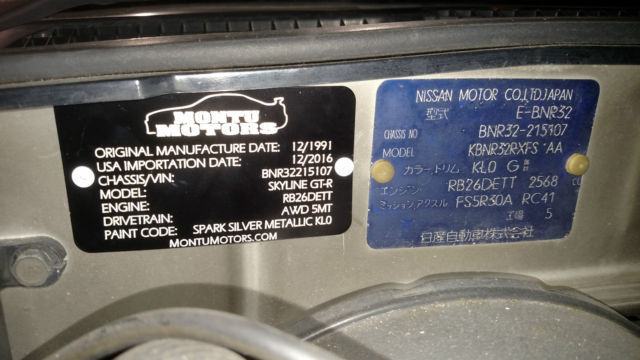 MONTU
MOTORS
ORIGINAL MANUFACTURE DATE: 12/1991
USA IMPORTATION DATE: 12/2016
CHASSIS/VIN: BNR32215107
MODEL: SKYLINE GT-R
ENGINE: RB26DETT
DRIVETRAIN: AWD 5MT
PAINT CODE: SPARK SILVER METALLIC KL0
MONTUMOTORS.COM
NISSAN MOTOR CO.,LTD.JAPAN
型式 E-BNR32
CHASSIS NO BNR32-215107
MODEL KBNR32RXFS AA
カラー,トリム KL0 G
エンジン RB26DETT 2568 CC
ミッション,アクスル FS5R30A RC41
工場 5
日産自動車株式会社